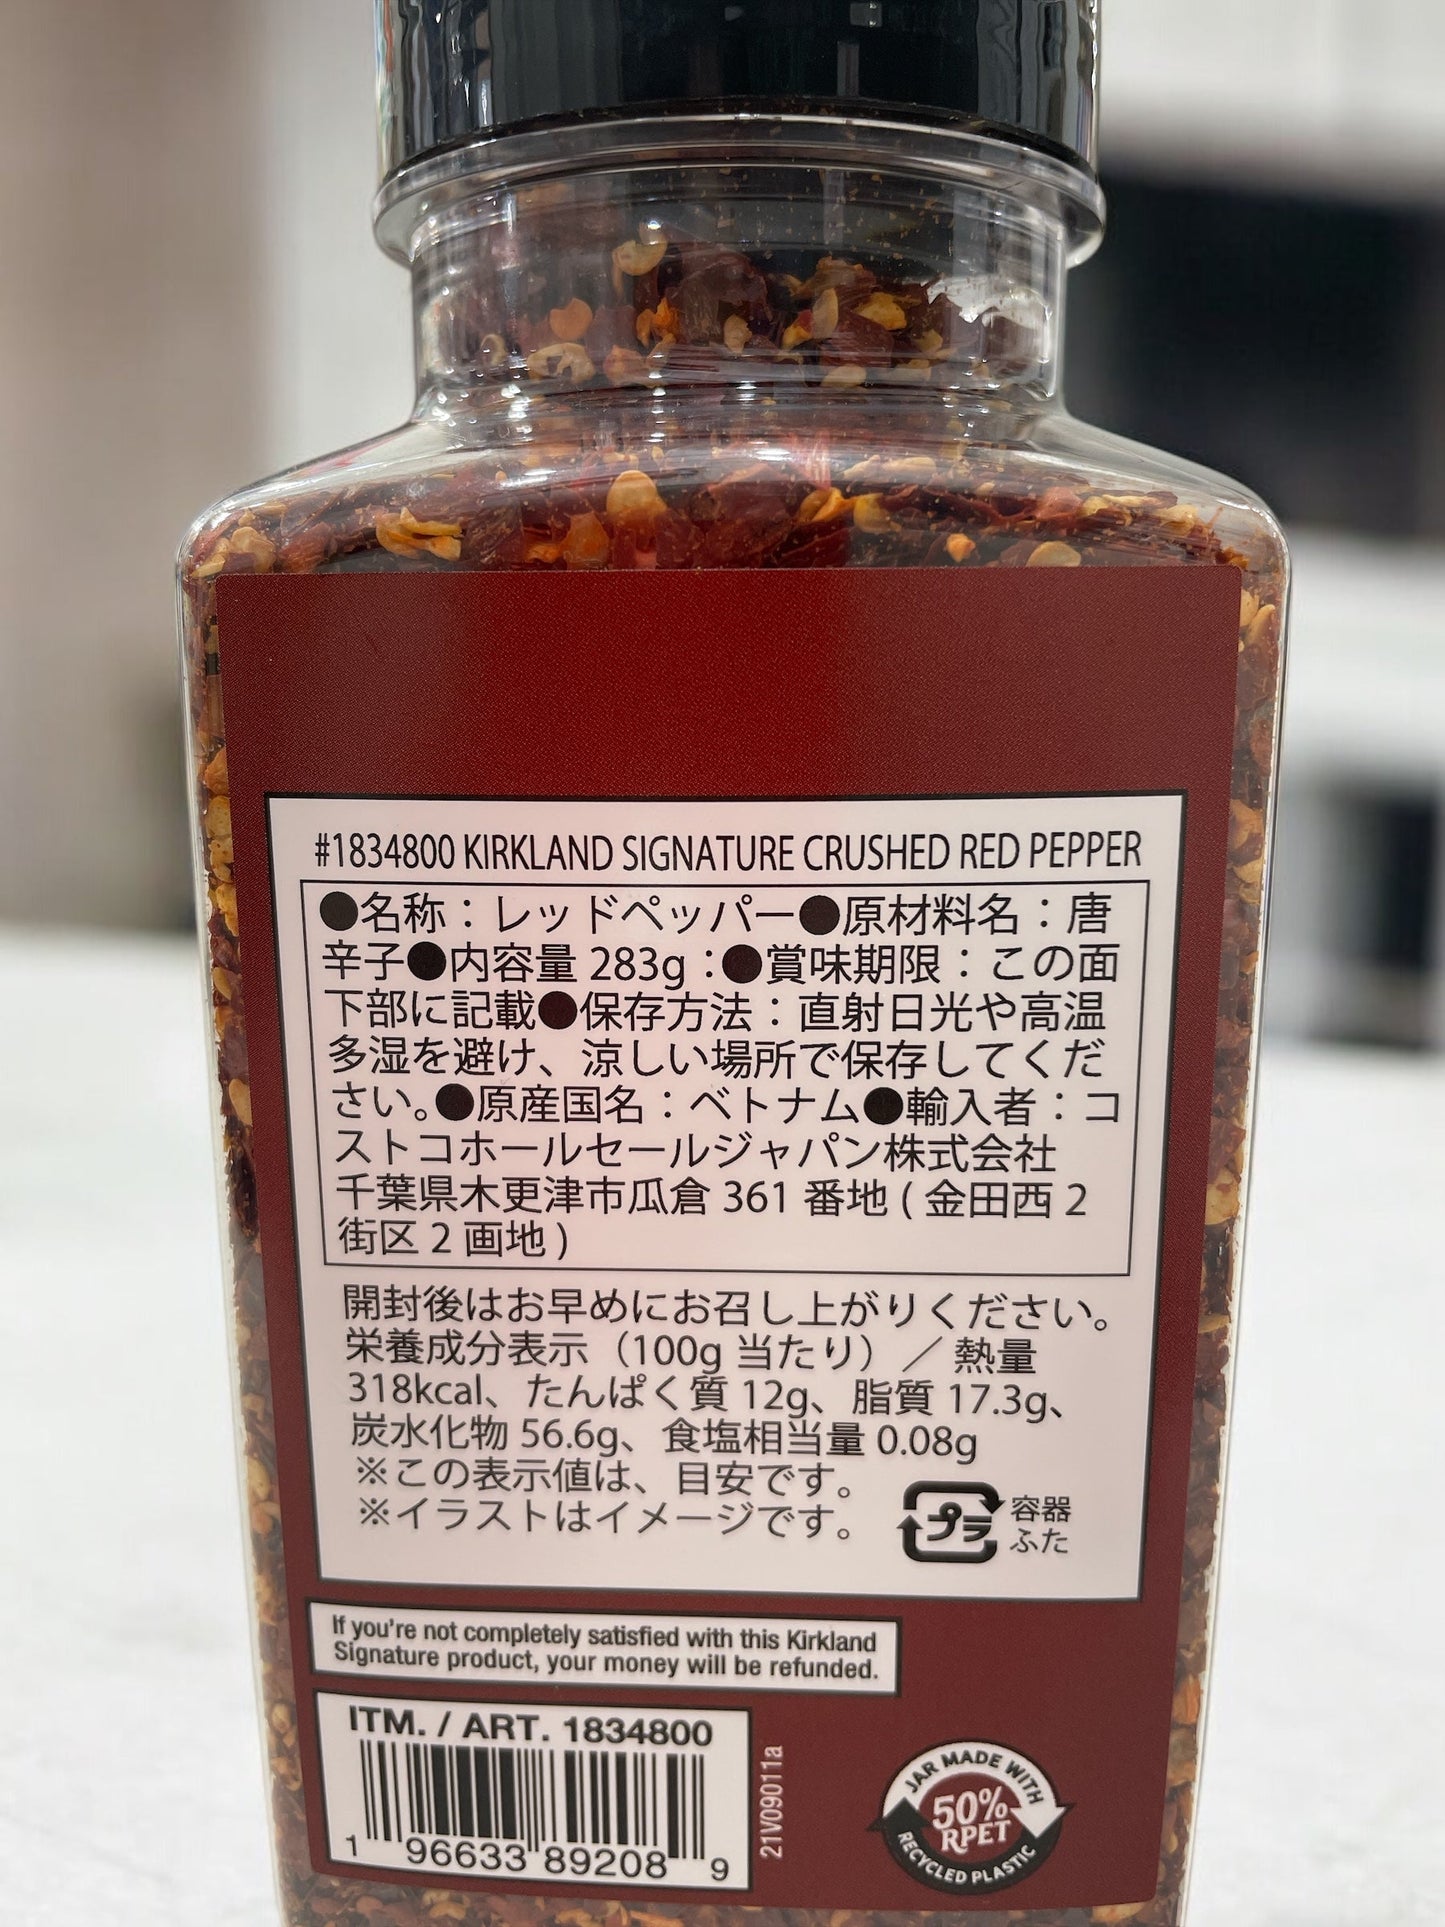 #1834800 KIRKLAND SIGNATURE CRUSHED RED PEPPER
●名称：レッドペッパー●原材料名：唐
辛子●内容量 283g：●賞味期限：この面
下部に記載●保存方法：直射日光や高温
多湿を避け、涼しい場所で保存してくだ
さい。●原産国名：ベトナム●輸入者：コ
ストコホールセールジャパン株式会社
千葉県木更津市瓜倉 361 番地 ( 金田西 2
街区 2 画地 )
開封後はお早めにお召し上がりください。
栄養成分表示（100g 当たり）／熱量
318kcal、たんぱく質 12g、脂質 17.3g、
炭水化物 56.6g、食塩相当量 0.08g
※この表示値は、目安です。
※イラストはイメージです。
プラ
容器
ふた
If you're not completely satisfied with this Kirkland
Signature product, your money will be refunded.
ITM. / ART. 1834800
1 96633 89208 9
21V09011a
JAR MADE WITH
50%
RPET
RECYCLED PLASTIC